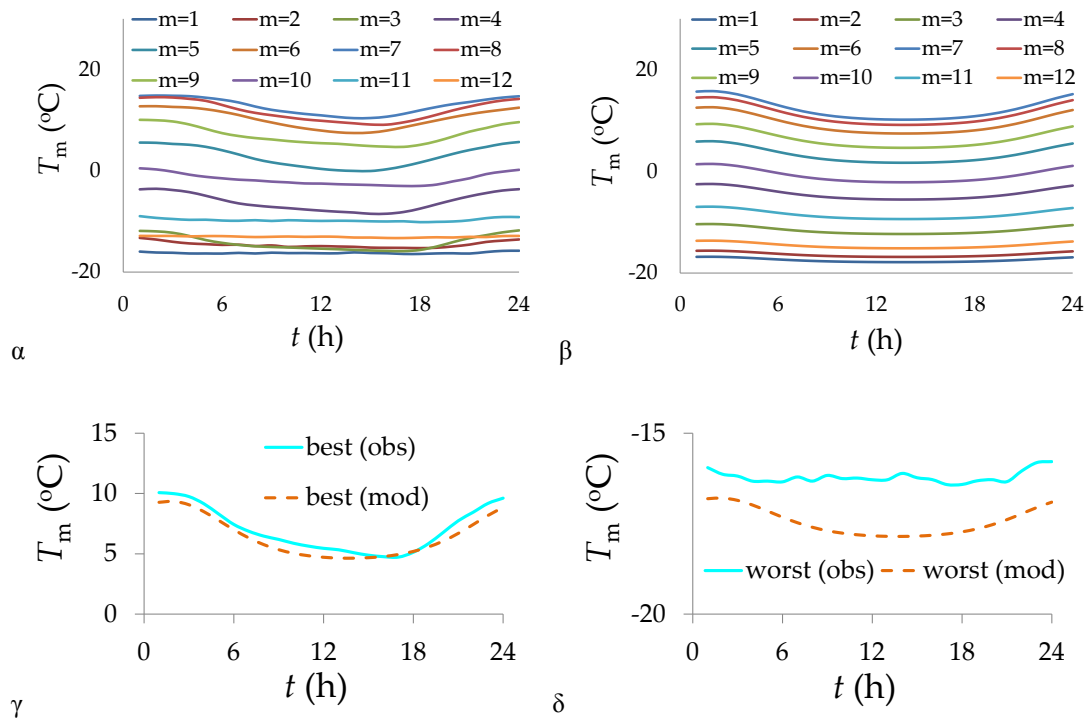 m=1 m=2 m=3 m=4
m=5 m=6 m=7 m=8
m=9 m=10 m=11 m=12
20
0
-20
Tm (oC)
0 6 12 18 24
t (h)
α
m=1 m=2 m=3 m=4
m=5 m=6 m=7 m=8
m=9 m=10 m=11 m=12
20
0
-20
Tm (oC)
0 6 12 18 24
t (h)
β
15
10
5
0
Tm (oC)
best (obs)
best (mod)
0 6 12 18 24
t (h)
γ
-15
-20
Tm (oC)
worst (obs) worst (mod)
0 6 12 18 24
t (h)
δ